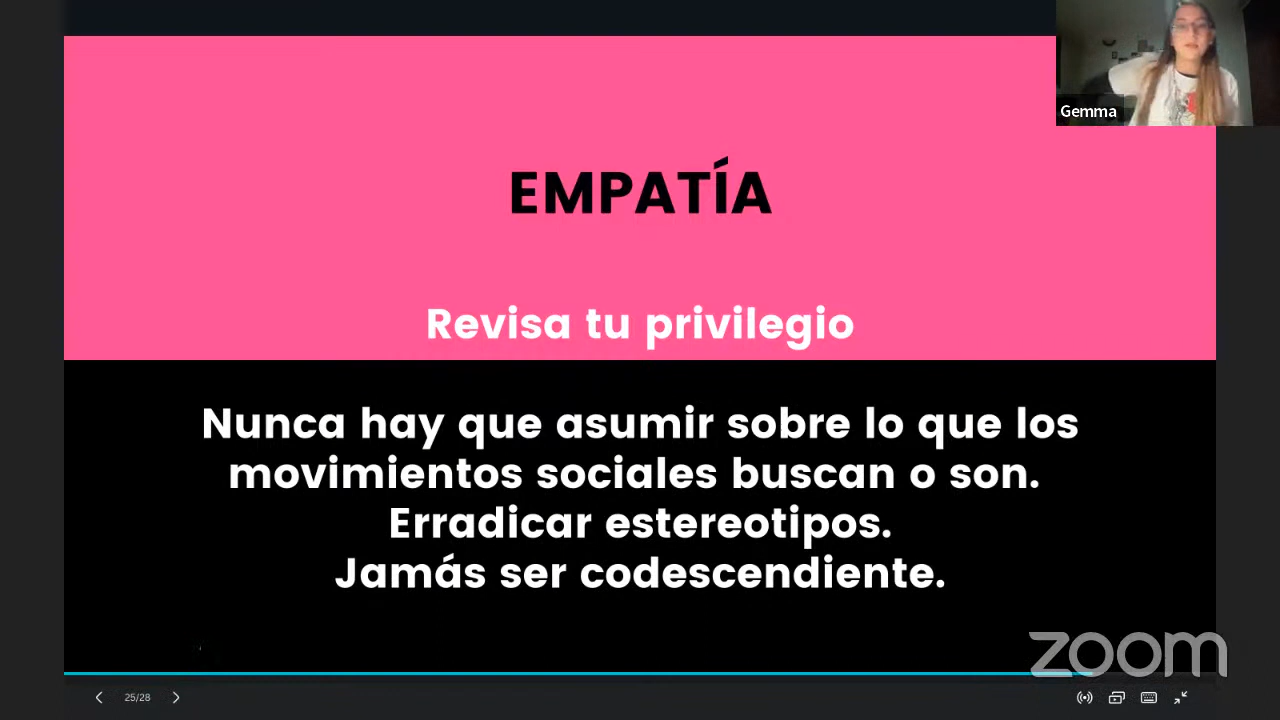 Gemma
EMPATÍA
Revisa tu privilegio
Nunca hay que asumir sobre lo que los
movimientos sociales buscan o son.
Erradicar estereotipos.
Jamás ser codescendiente.
zoom
25/28